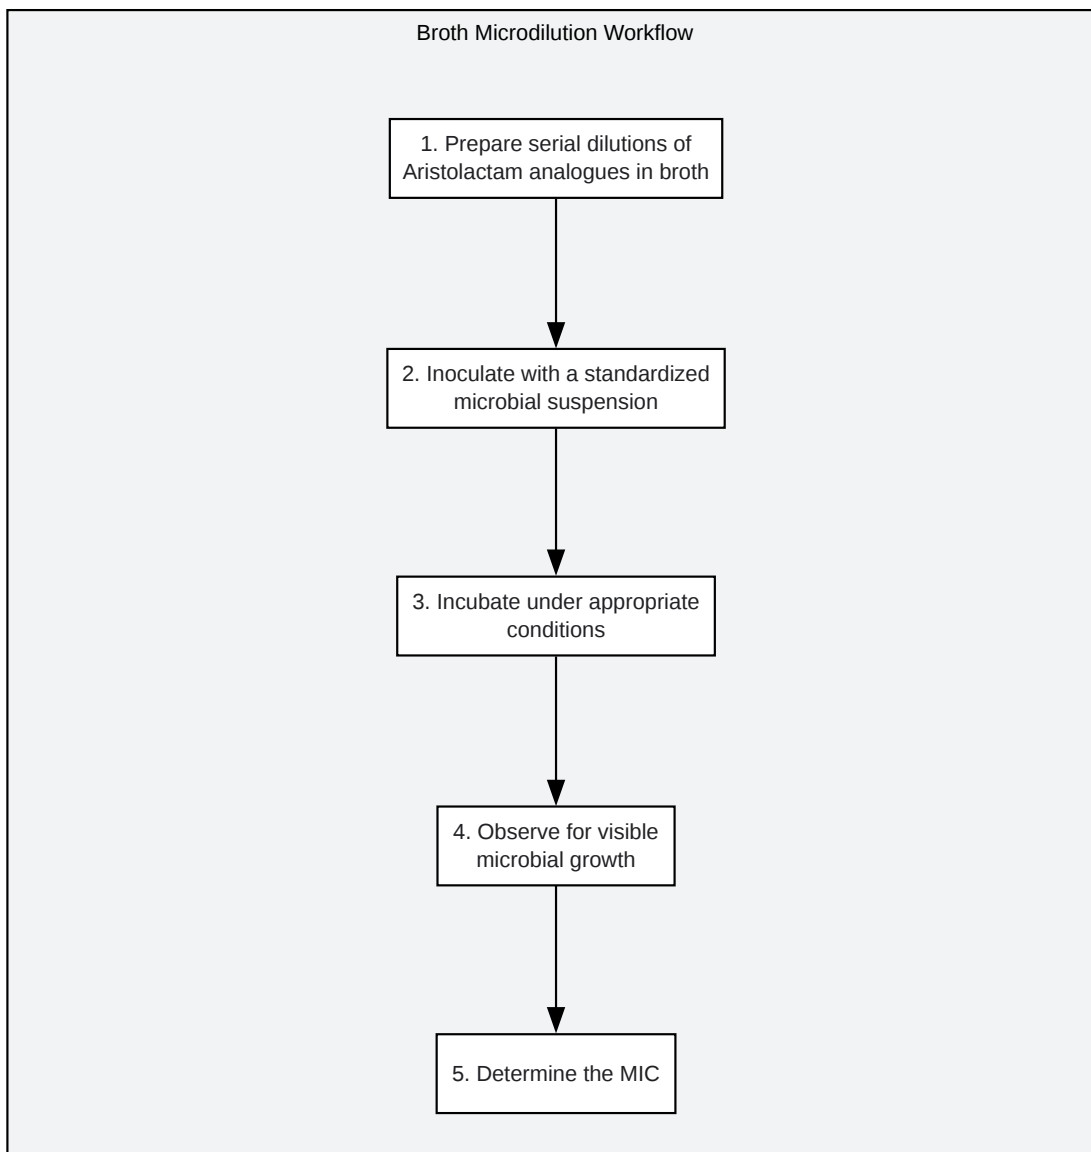 Broth Microdilution Workflow
1. Prepare serial dilutions of
Aristolactam analogues in broth
2. Inoculate with a standardized
microbial suspension
3. Incubate under appropriate
conditions
4. Observe for visible
microbial growth
5. Determine the MIC